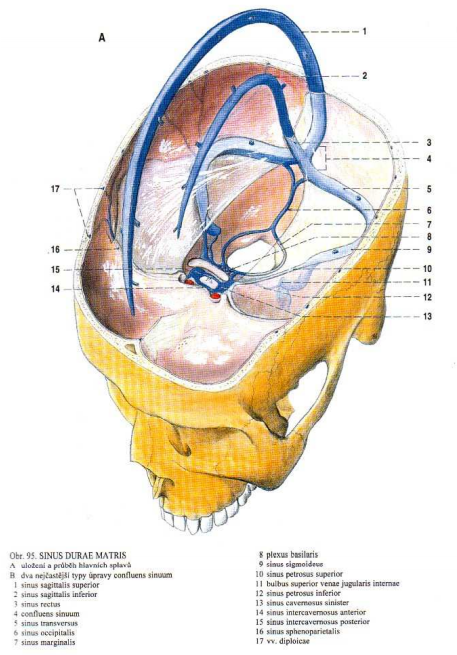 A
1
2
3
4
5
6
7
8
9
10
11
12
13
17
16
15
14
Obr. 95. SINUS DURAE MATRIS
A uložení a průběh hlavních splavů
B dva nejčastější typy úpravy confluens sinuum
1 sinus sagittalis superior
2 sinus sagittalis inferior
3 sinus rectus
4 confluens sinuum
5 sinus transversus
6 sinus occipitalis
7 sinus marginalis
8 plexus basilaris
9 sinus sigmoideus
10 sinus petrosus superior
11 bulbus superior venae jugularis internae
12 sinus petrosus inferior
13 sinus cavernosus sinister
14 sinus intercavernosus anterior
15 sinus intercavernosus posterior
16 sinus sphenoparietalis
17 vv. diploicae